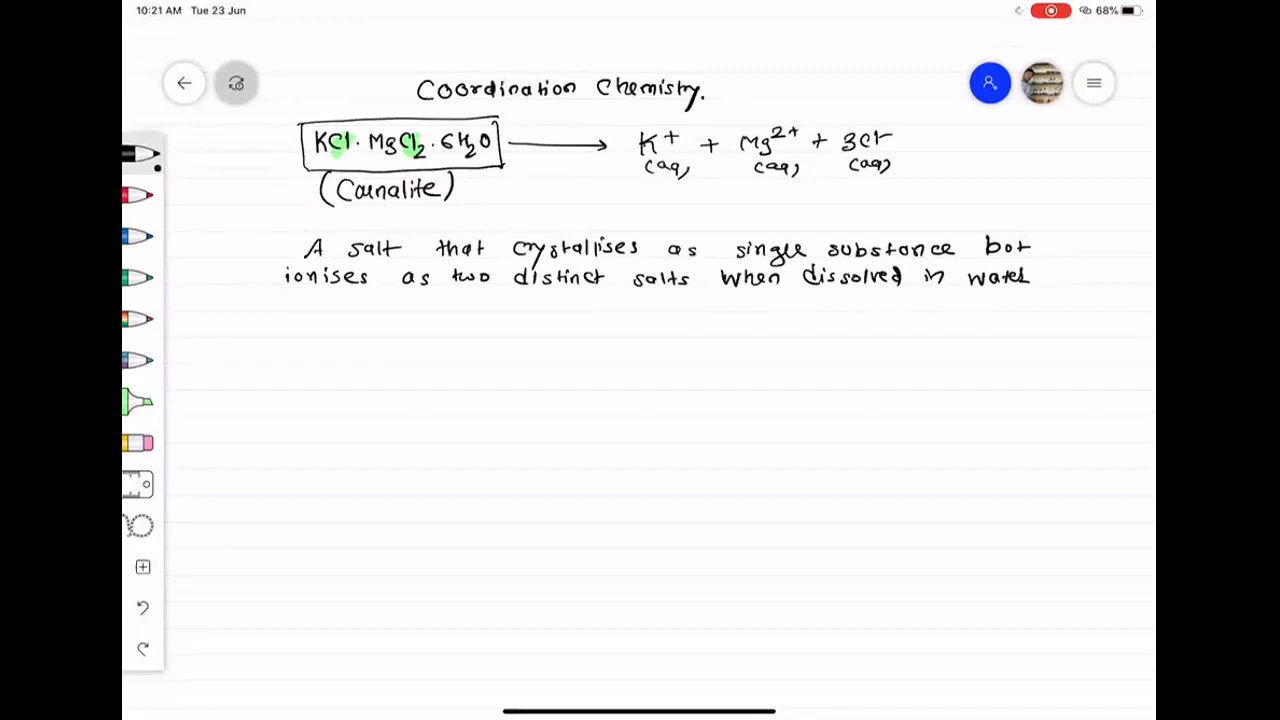 10:21 AM Tue 23 Jun
68%
Coordination Chemistry.
KCl · MgCl₂ · 6H₂O → K⁺ + Mg²⁺ + 3Cl⁻
(aq) (aq) (aq)
(Carnalite)
A salt that crystallises as single substance but
ionises as two distinct salts when dissolved in water